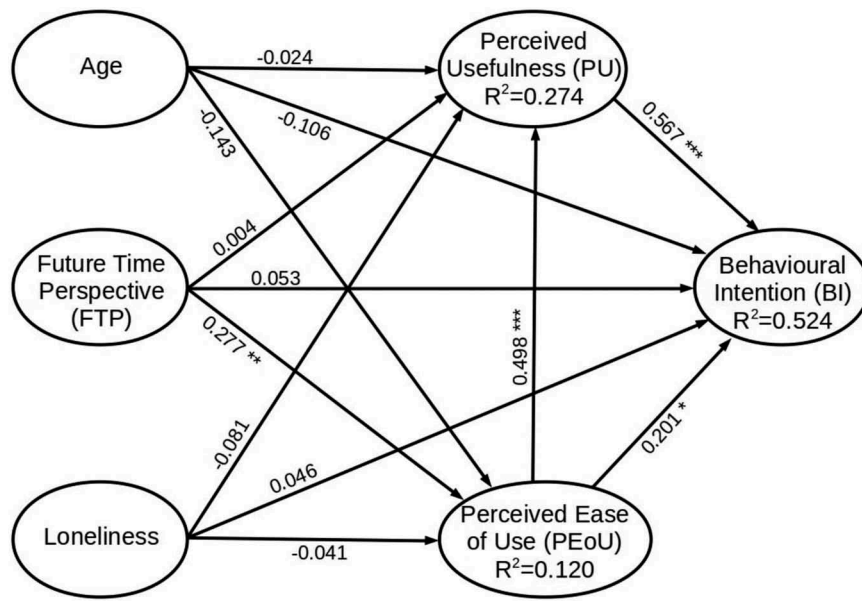 Age
-0.024
Perceived
Usefulness (PU)
R²=0.274
-0.143
-0.106
0.567 ***
0.004
Future Time
Perspective
(FTP)
0.053
Behavioural
Intention (BI)
R²=0.524
0.277 **
0.498 ***
-0.081
0.201 *
0.046
Loneliness
-0.041
Perceived Ease
of Use (PEoU)
R²=0.120